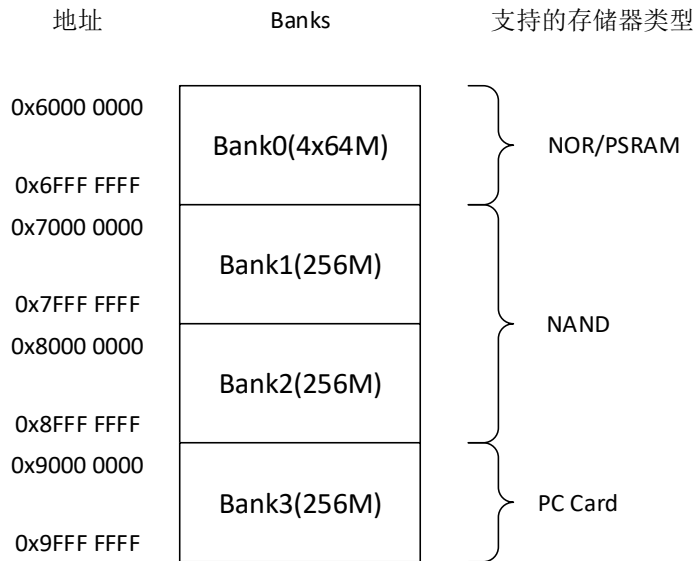 地址 Banks 支持的存储器类型
0x6000 0000
Bank0(4x64M) NOR/PSRAM
0x6FFF FFFF
0x7000 0000
Bank1(256M)
0x7FFF FFFF
NAND
0x8000 0000
Bank2(256M)
0x8FFF FFFF
0x9000 0000
Bank3(256M) PC Card
0x9FFF FFFF